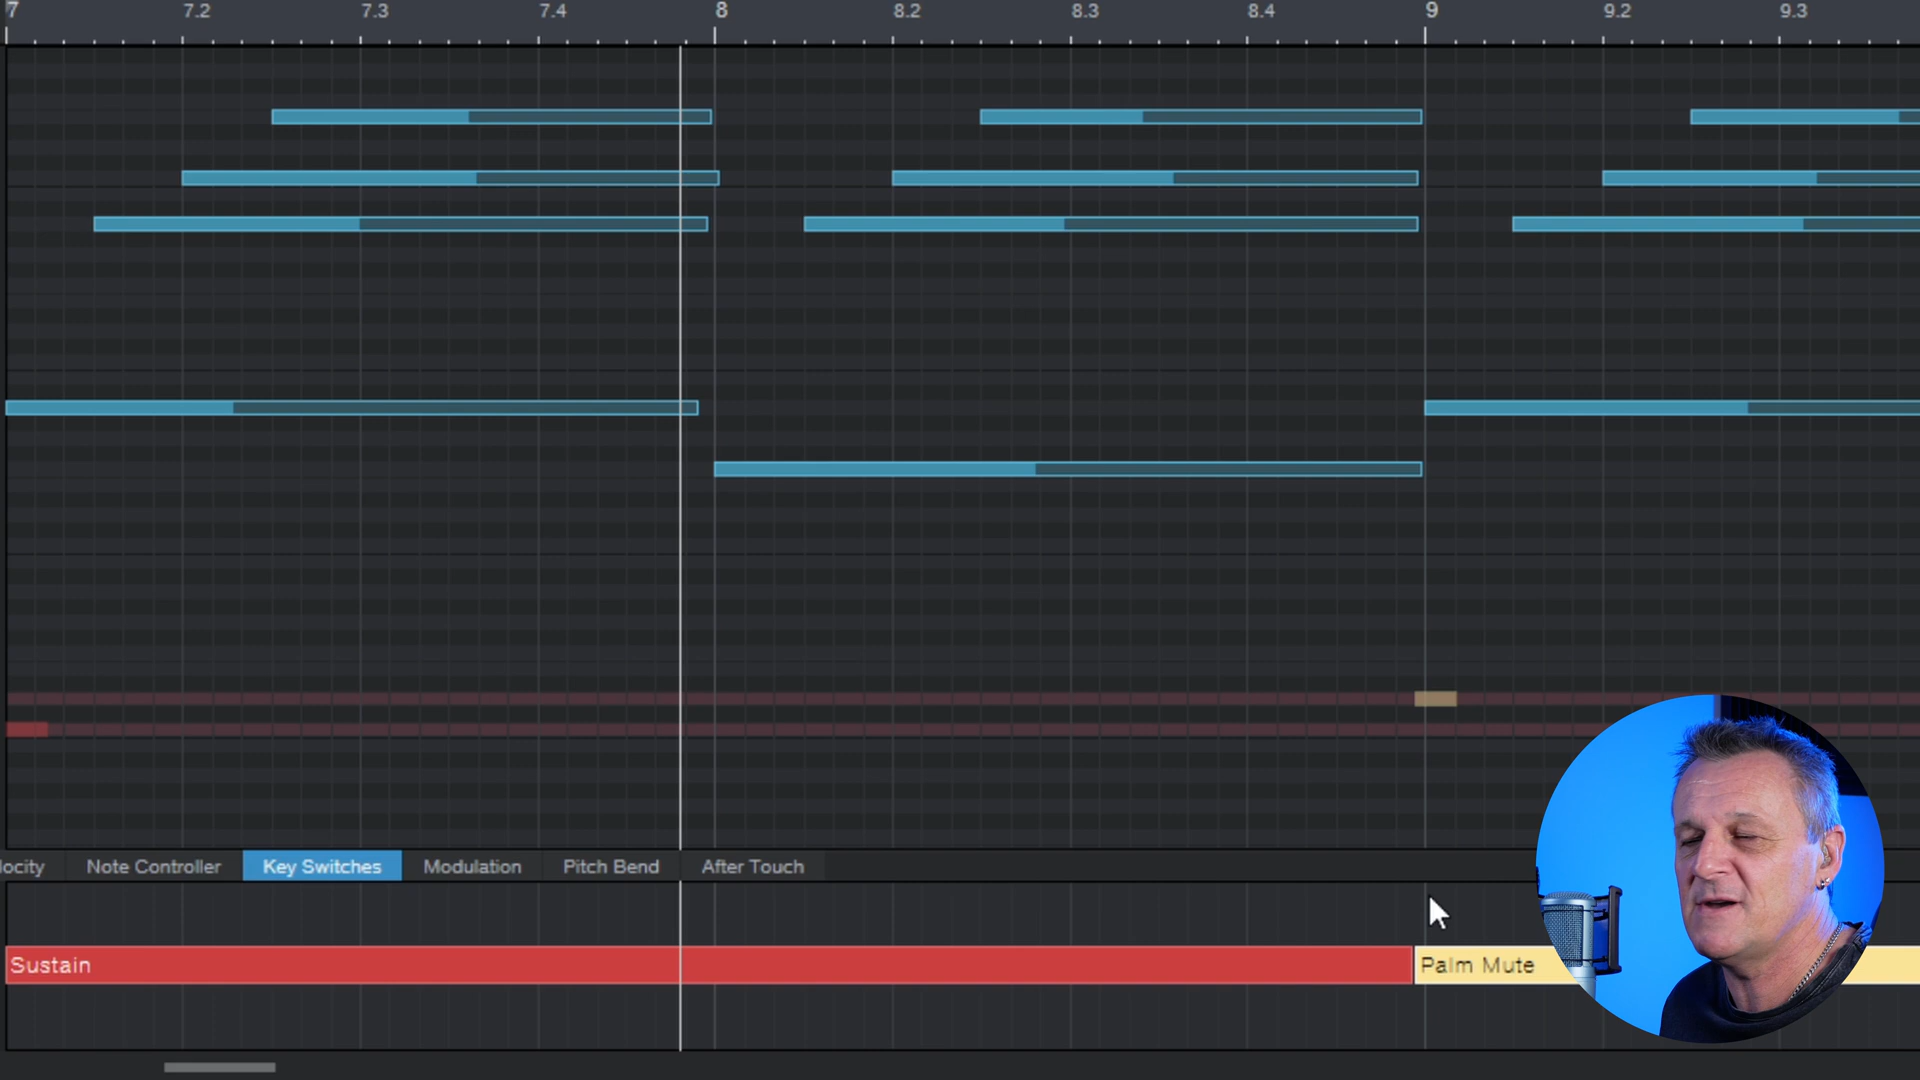 7 7.2 7.3 7.4 8 8.2 8.3 8.4 9 9.2 9.3
locity Note Controller Key Switches Modulation Pitch Bend After Touch
Sustain Palm Mute